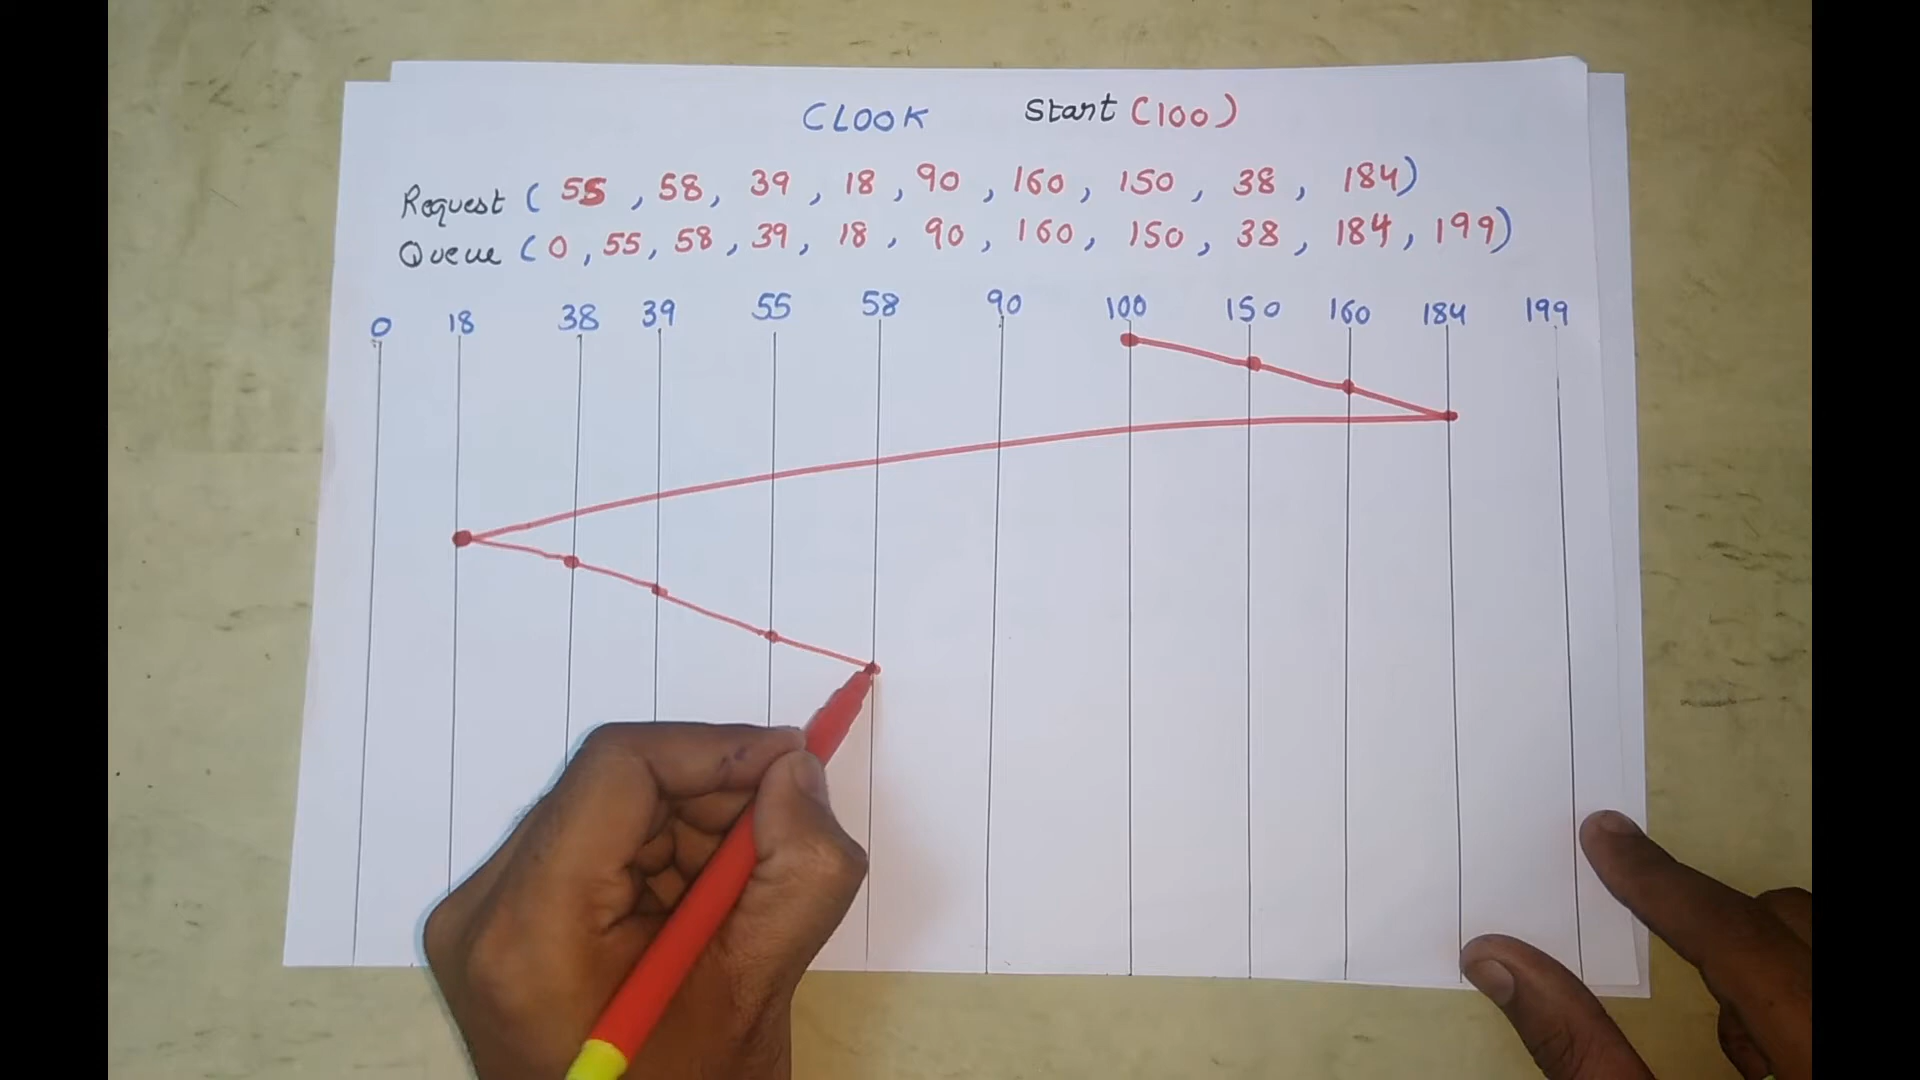 CLOOK Start (100)
Request ( 55 , 58, 39 , 18 , 90 , 160 , 150 , 38 , 184)
Queue ( 0 , 55 , 58 , 39 , 18 , 90 , 160 , 150 , 38 , 184 , 199)
0 18 38 39 55 58 90 100 150 160 184 199